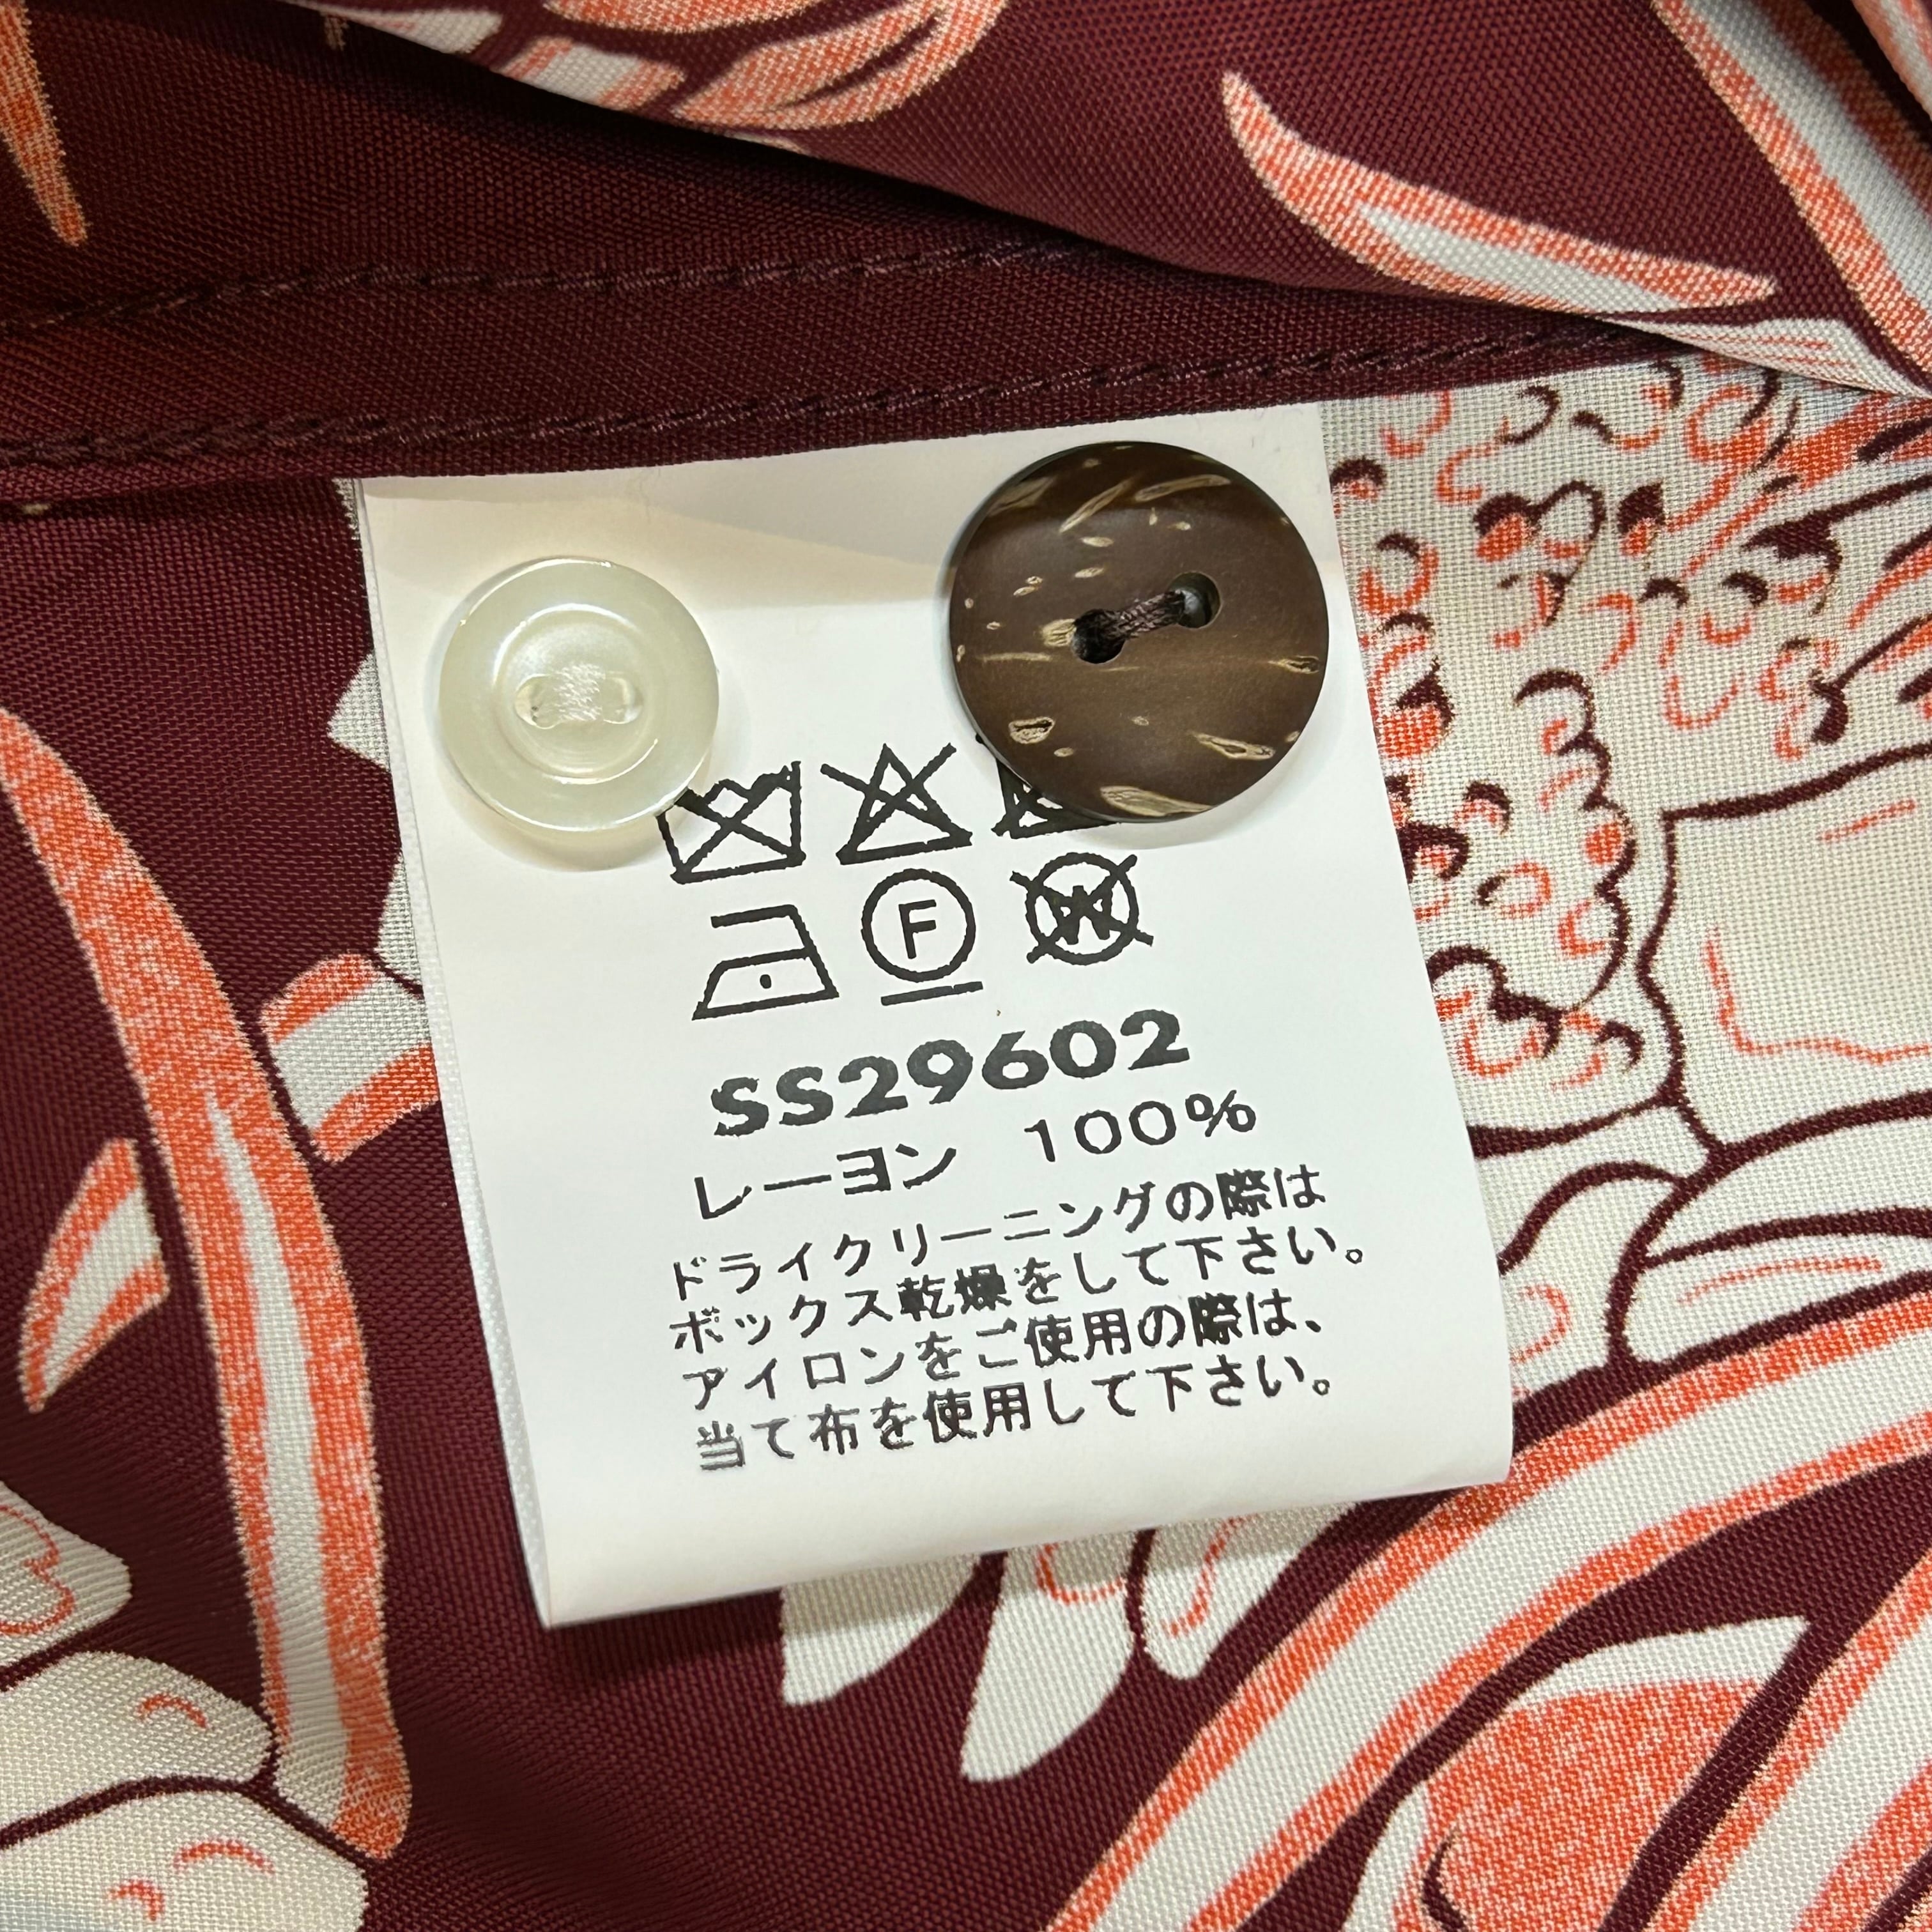 F
W
SS29602
レーヨン 100%
ドライクリーニングの際は
ボックス乾燥をして下さい。
アイロンをご使用の際は、
当て布を使用して下さい。